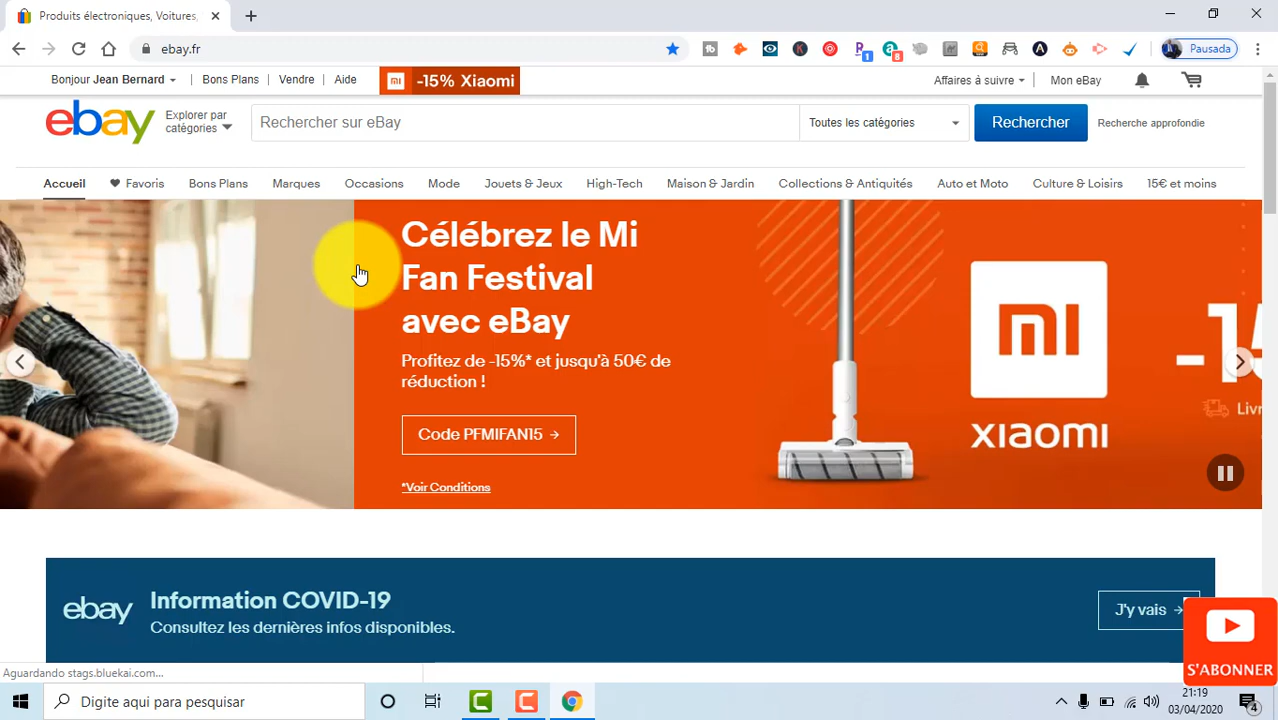 Produits électroniques, Voitures,
ebay.fr
1
8
Pausada
Bonjour Jean Bernard
Bons Plans
Vendre
Aide
-15% Xiaomi
Affaires à suivre
Mon eBay
ebay
Explorer par
catégories
Rechercher sur eBay
Toutes les catégories
Rechercher
Recherche approfondie
Accueil
Favoris
Bons Plans
Marques
Occasions
Mode
Jouets & Jeux
High-Tech
Maison & Jardin
Collections & Antiquités
Auto et Moto
Culture & Loisirs
15€ et moins
Célébrez le Mi
Fan Festival
avec eBay
Profitez de -15%* et jusqu'à 50€ de
réduction !
Code PFMIFAN15
*Voir Conditions
xiaomi
ebay
Information COVID-19
Consultez les dernières infos disponibles.
J'y vais
S'ABONNER
Aguardando stags.bluekai.com...
Digite aqui para pesquisar
21:19
03/04/2020
4